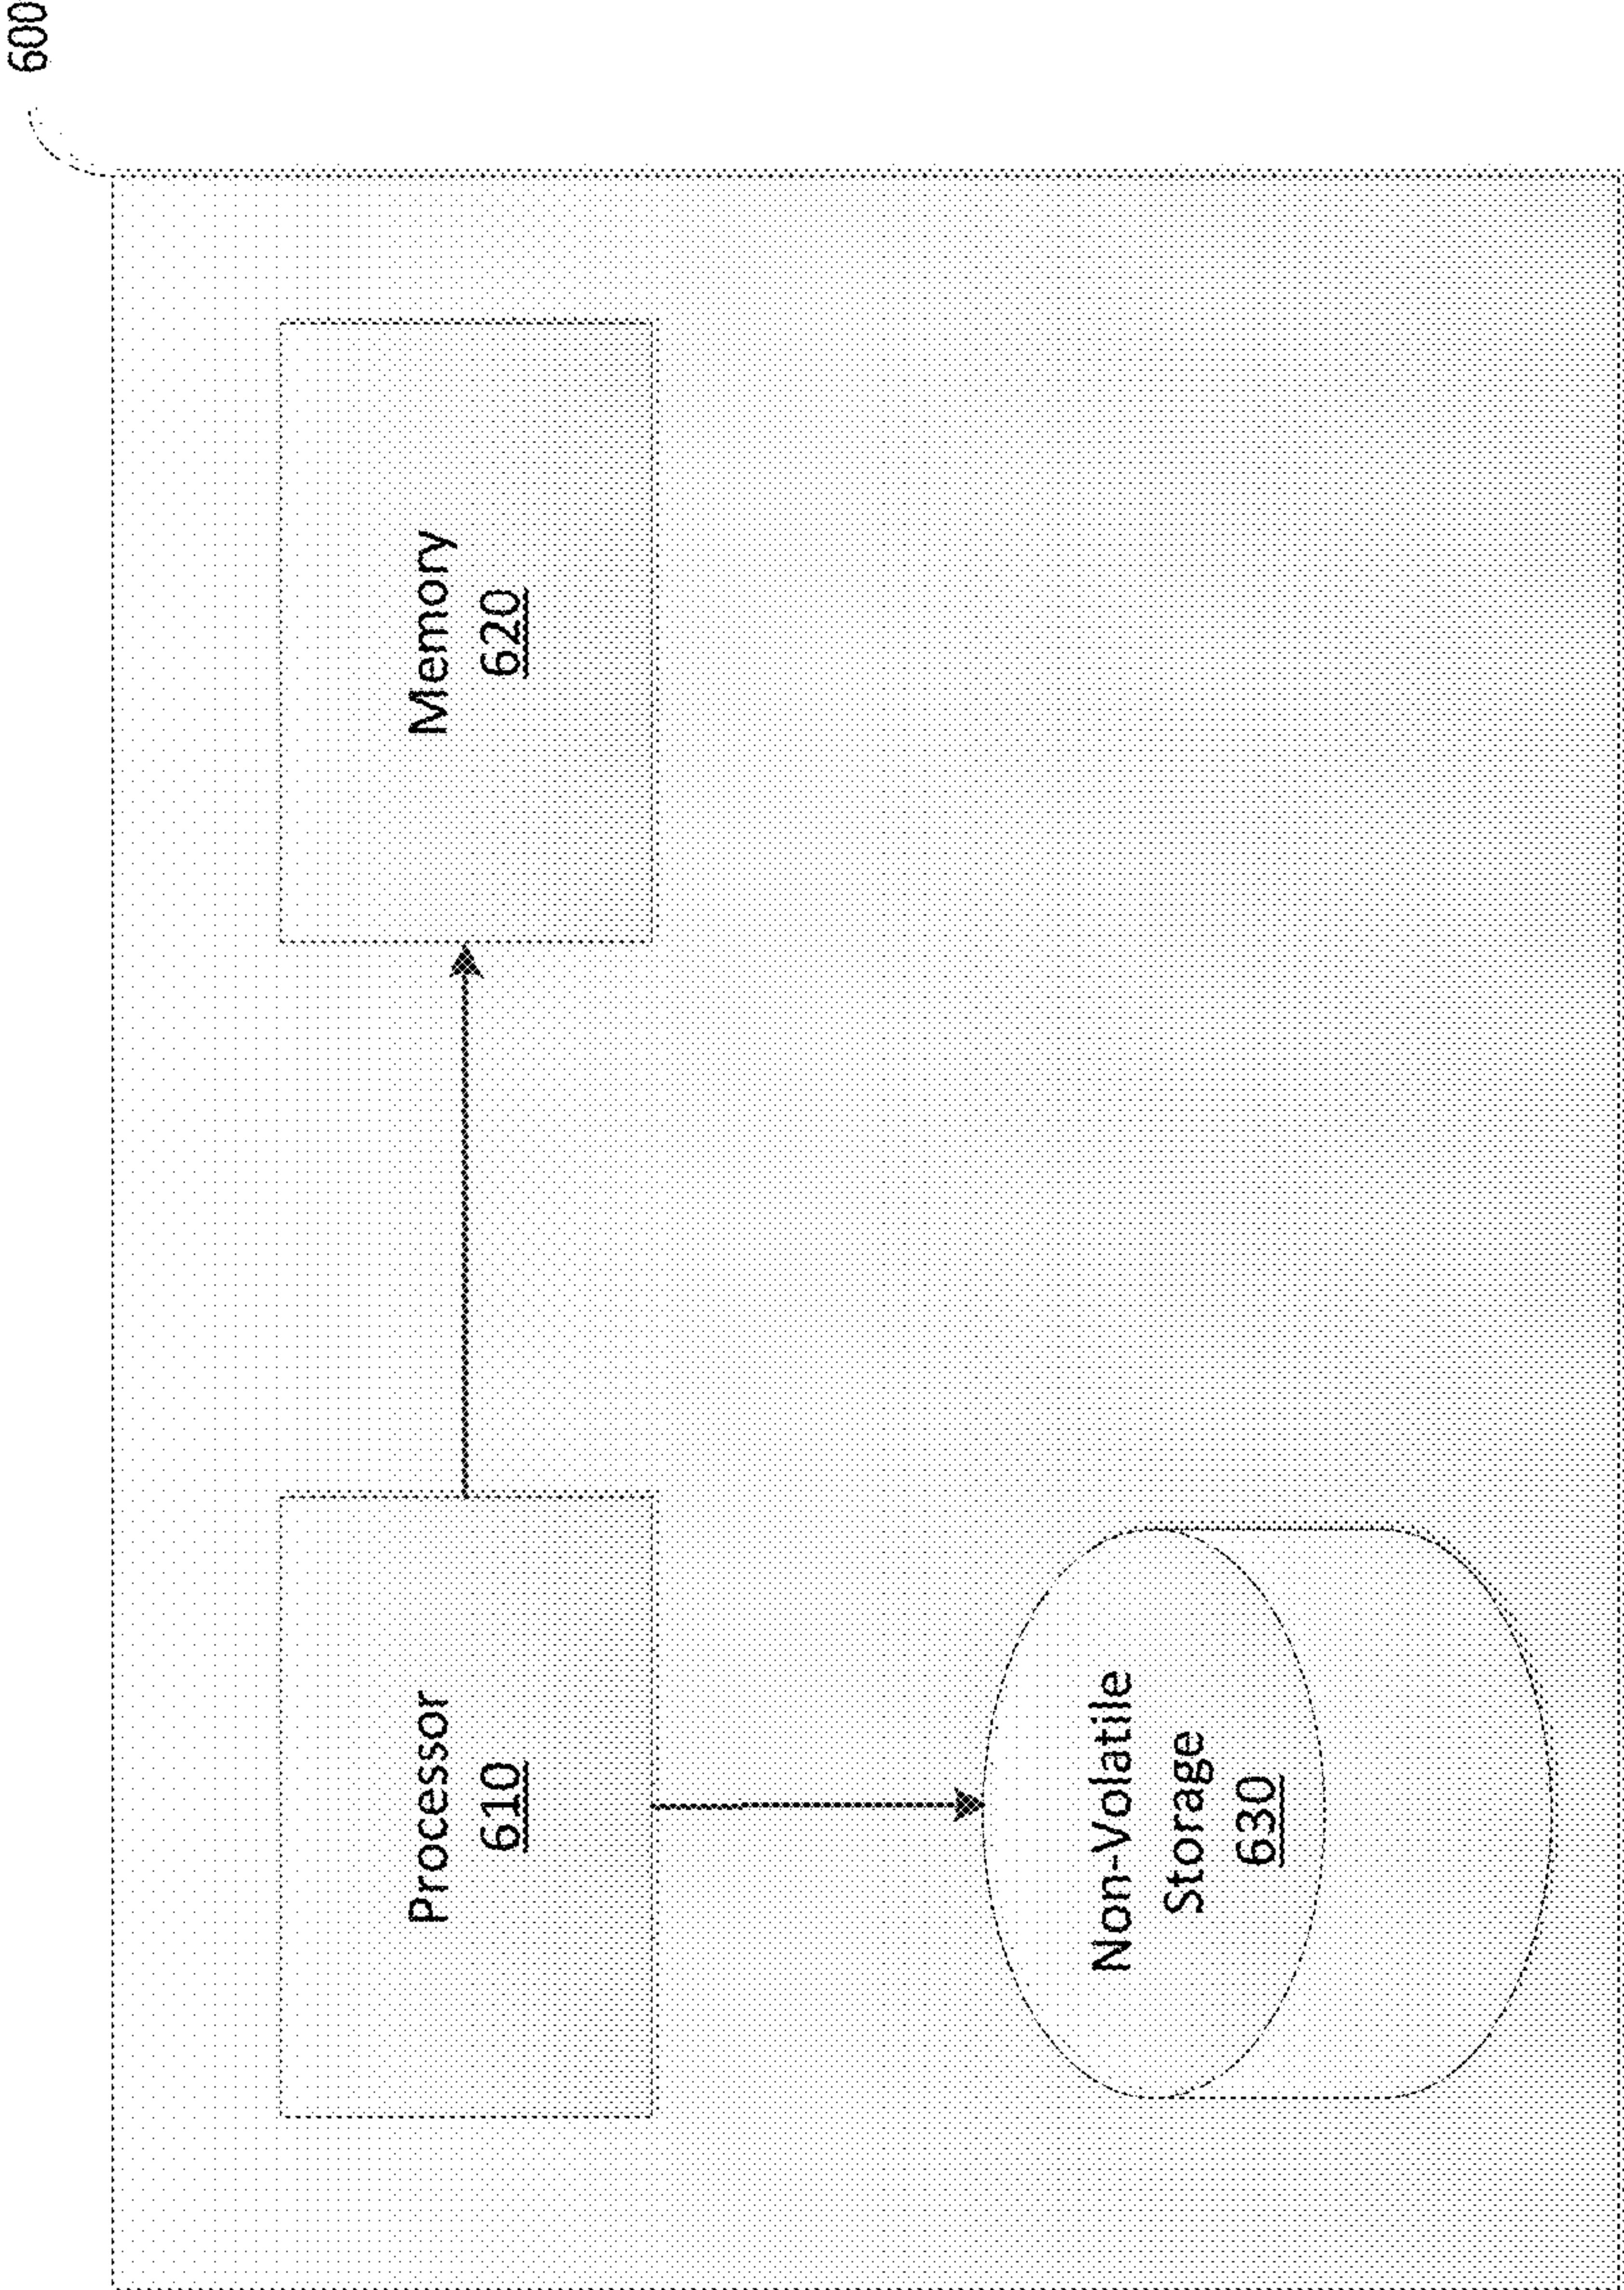 600
Processor
610
Memory
620
Non-Volatile
Storage
630